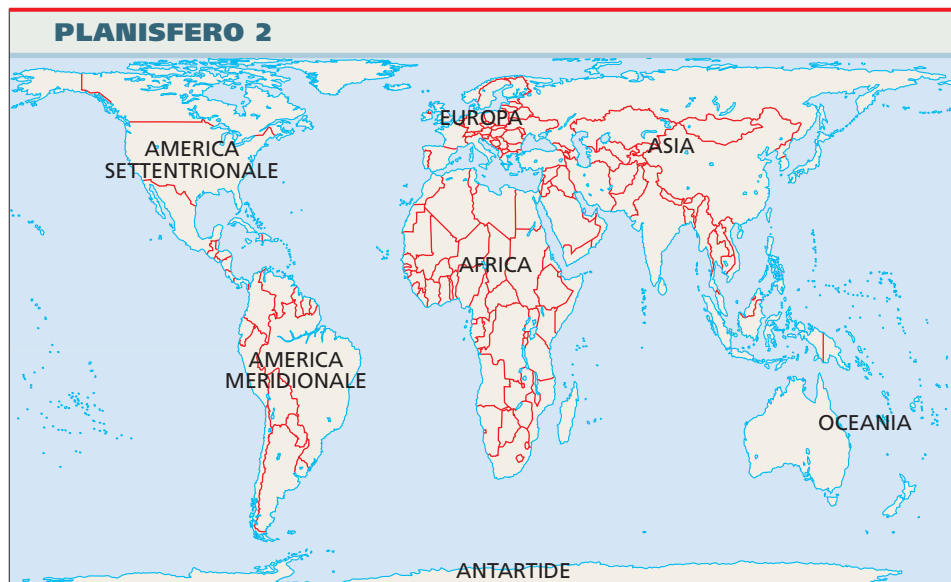 PLANISFERO 2
EUROPA
AMERICA
SETTENTRIONALE
ASIA
AFRICA
AMERICA
MERIDIONALE
OCEANIA
ANTARTIDE